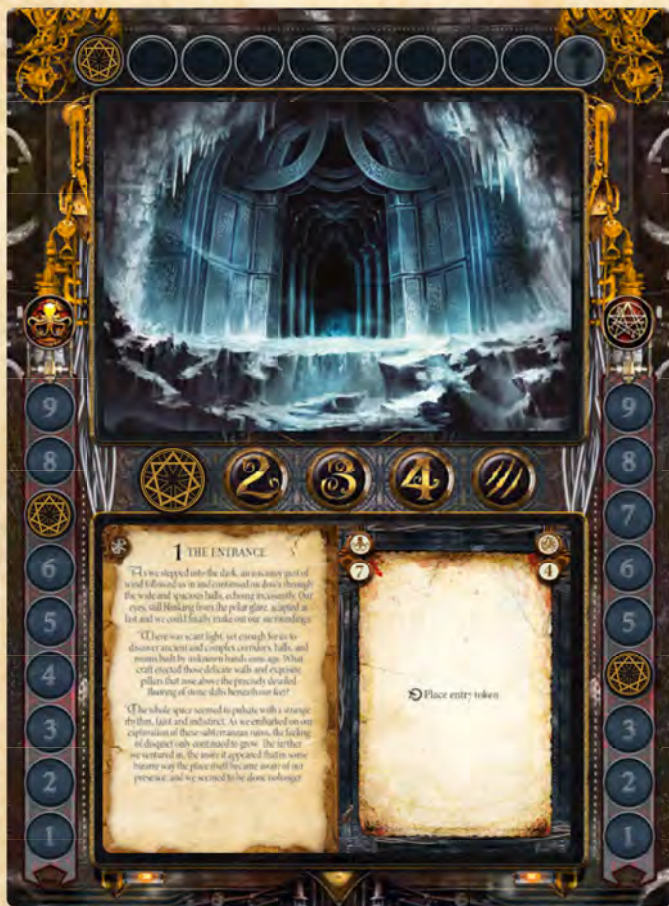 2 3 4
9 9
8 8
7
6 6
5 5
4
3 3
2 2
1 1
1 THE ENTRANCE
As we stepped into the dark, an uncanny gust of
wind followed us in and continued on down through
the wide and spacious halls, echoing incessantly. Our
eyes, still blinking from the polar glare, adapted at
last and we could finally make out our surroundings.
There was scant light, yet enough for us to
discover ancient and complex corridors, halls, and
rooms built by unknown hands eons ago. What
craft erected those delicate walls and exquisite
pillars that rose above the precisely detailed
flooring of stone slabs beneath our feet?
The whole space seemed to pulsate with a strange
rhythm, faint and indistinct. As we embarked on our
exploration of these subterranean ruins, the feeling
of disquiet only continued to grow. The farther
we ventured in, the more it appeared that in some
bizarre way the place itself became aware of our
presence, and we seemed to be alone no longer.
7 4
Place entry token